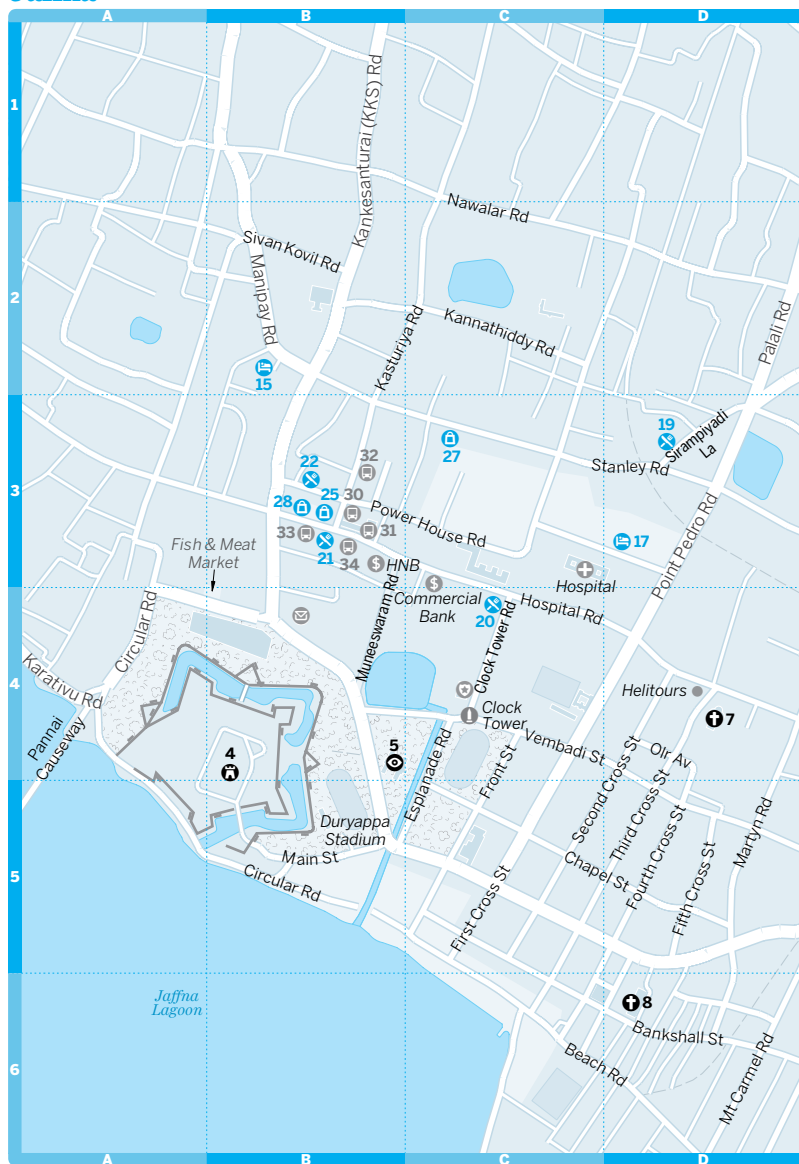 A
B
C
D
1
Kankesanturai (KKS) Rd
Nawalar Rd
Sivan Kovil Rd
2
Manipay Rd
Kannathiddy Rd
Kasturiya Rd
Palali Rd
15
19
Sirampiyadi
La
27
Stanley Rd
32
22
25
30
28
Power House Rd
3
33
21
34
31
17
HNB
Fish & Meat
Market
Hospital
Point Pedro Rd
Commercial
Bank
20
Hospital Rd
Muneeswaram Rd
Clock Tower Rd
Circular Rd
Karativu Rd
4
Helitours
7
Clock
Tower
Pannai
Causeway
4
5
Esplanade Rd
Front St
Vembadi St
Olr Av
Second Cross St
Third Cross St
Fourth Cross St
Fifth Cross St
Martyn Rd
Duryappa
Stadium
Main St
5
Circular Rd
Chapel St
First Cross St
Jaffna
Lagoon
8
Bankshall St
6
Beach Rd
Mt Carmel Rd
A
B
C
D